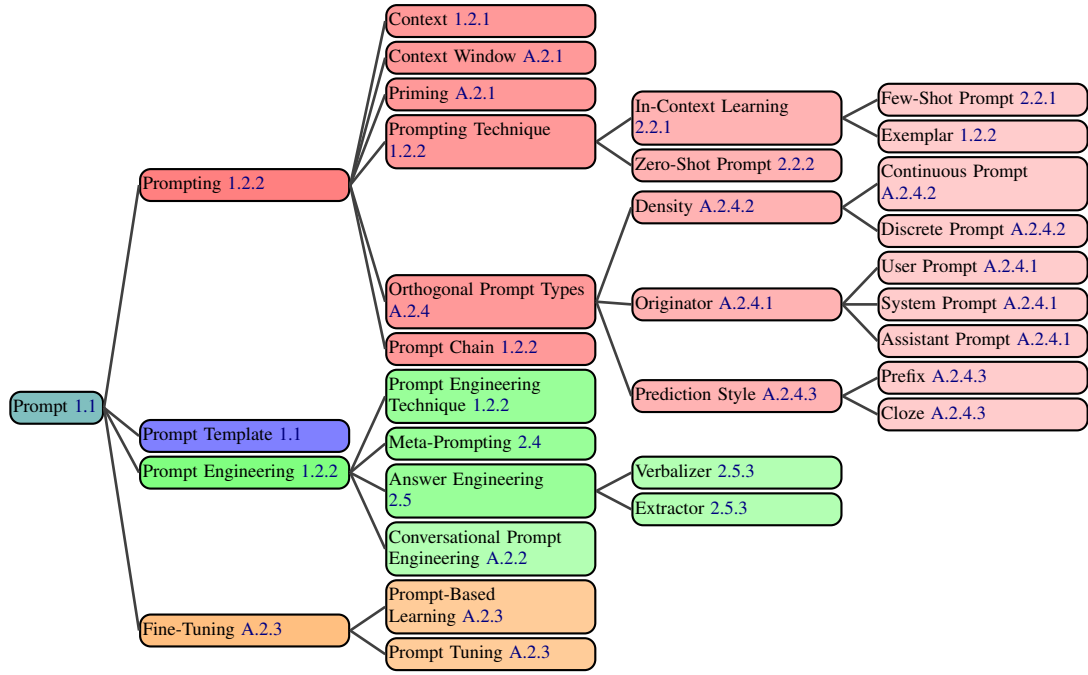 Context 1.2.1
Context Window A.2.1
Priming A.2.1
Prompting Technique
1.2.2
In-Context Learning
2.2.1
Few-Shot Prompt 2.2.1
Exemplar 1.2.2
Zero-Shot Prompt 2.2.2
Prompting 1.2.2
Density A.2.4.2
Continuous Prompt
A.2.4.2
Discrete Prompt A.2.4.2
Orthogonal Prompt Types
A.2.4
Originator A.2.4.1
User Prompt A.2.4.1
System Prompt A.2.4.1
Assistant Prompt A.2.4.1
Prompt Chain 1.2.2
Prediction Style A.2.4.3
Prefix A.2.4.3
Cloze A.2.4.3
Prompt 1.1
Prompt Template 1.1
Prompt Engineering 1.2.2
Prompt Engineering
Technique 1.2.2
Meta-Prompting 2.4
Answer Engineering
2.5
Verbalizer 2.5.3
Extractor 2.5.3
Conversational Prompt
Engineering A.2.2
Fine-Tuning A.2.3
Prompt-Based
Learning A.2.3
Prompt Tuning A.2.3